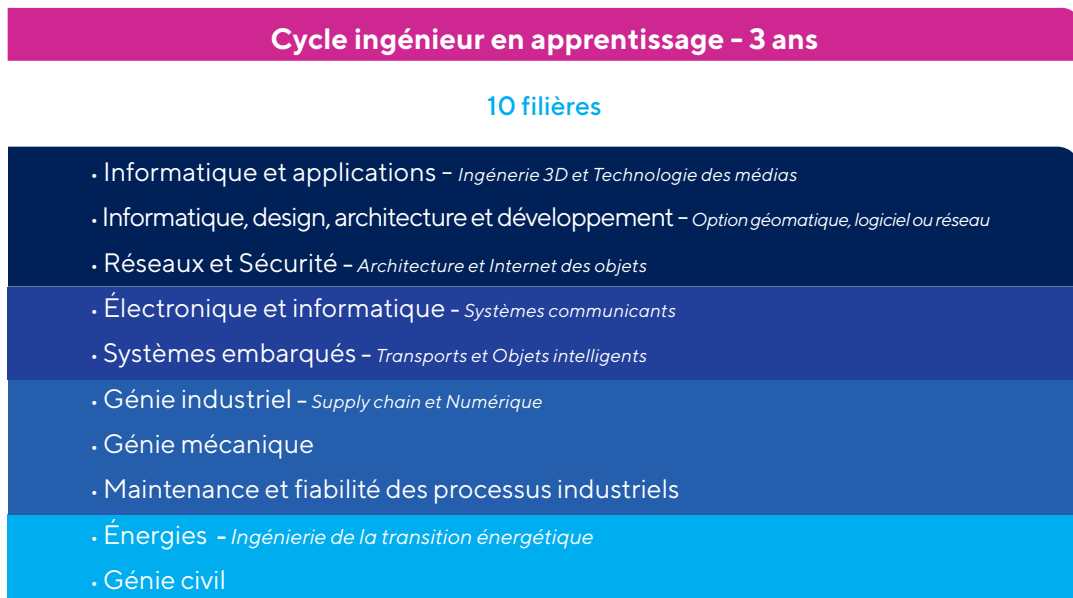 Cycle ingénieur en apprentissage - 3 ans
10 filières
• Informatique et applications - Ingénerie 3D et Technologie des médias
• Informatique, design, architecture et développement - Option géomatique, logiciel ou réseau
• Réseaux et Sécurité - Architecture et Internet des objets
• Électronique et informatique - Systèmes communicants
• Systèmes embarqués - Transports et Objets intelligents
• Génie industriel - Supply chain et Numérique
• Génie mécanique
• Maintenance et fiabilité des processus industriels
• Énergies - Ingénierie de la transition énergétique
• Génie civil